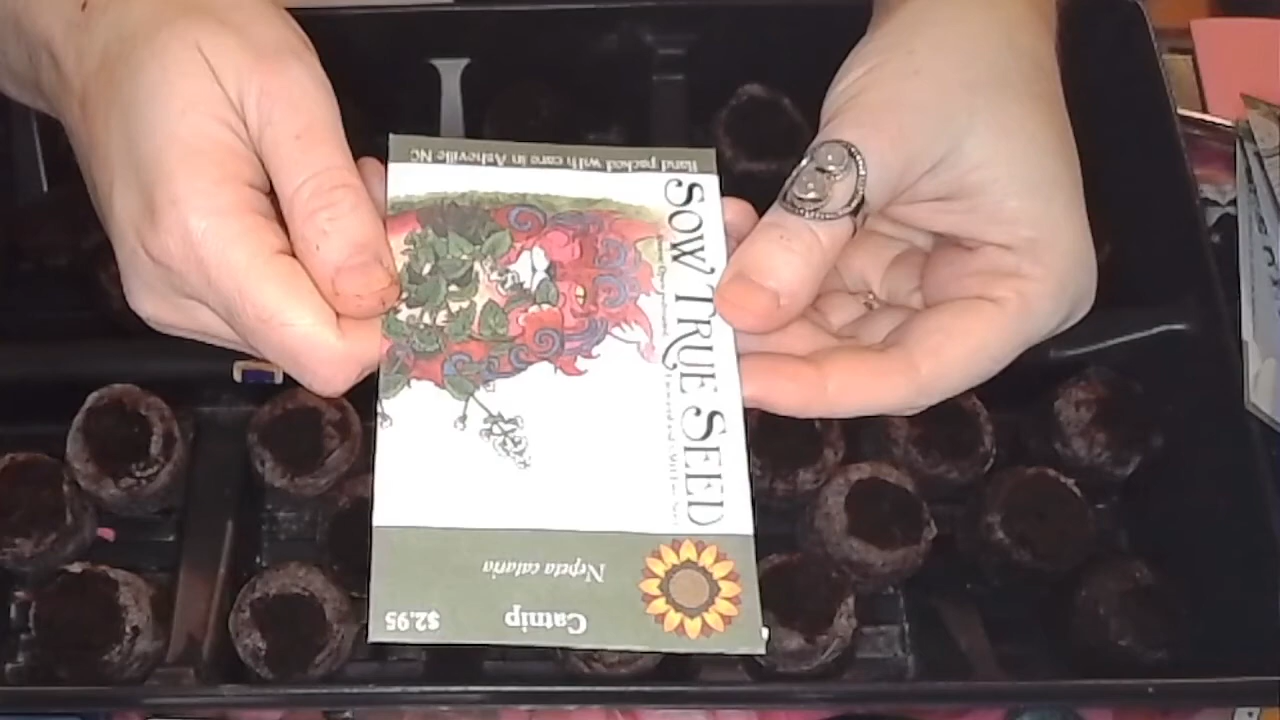 Hand packed with care in Asheville NC
SOW TRUE SEED
Nepeta cataria
Catnip
$2.95